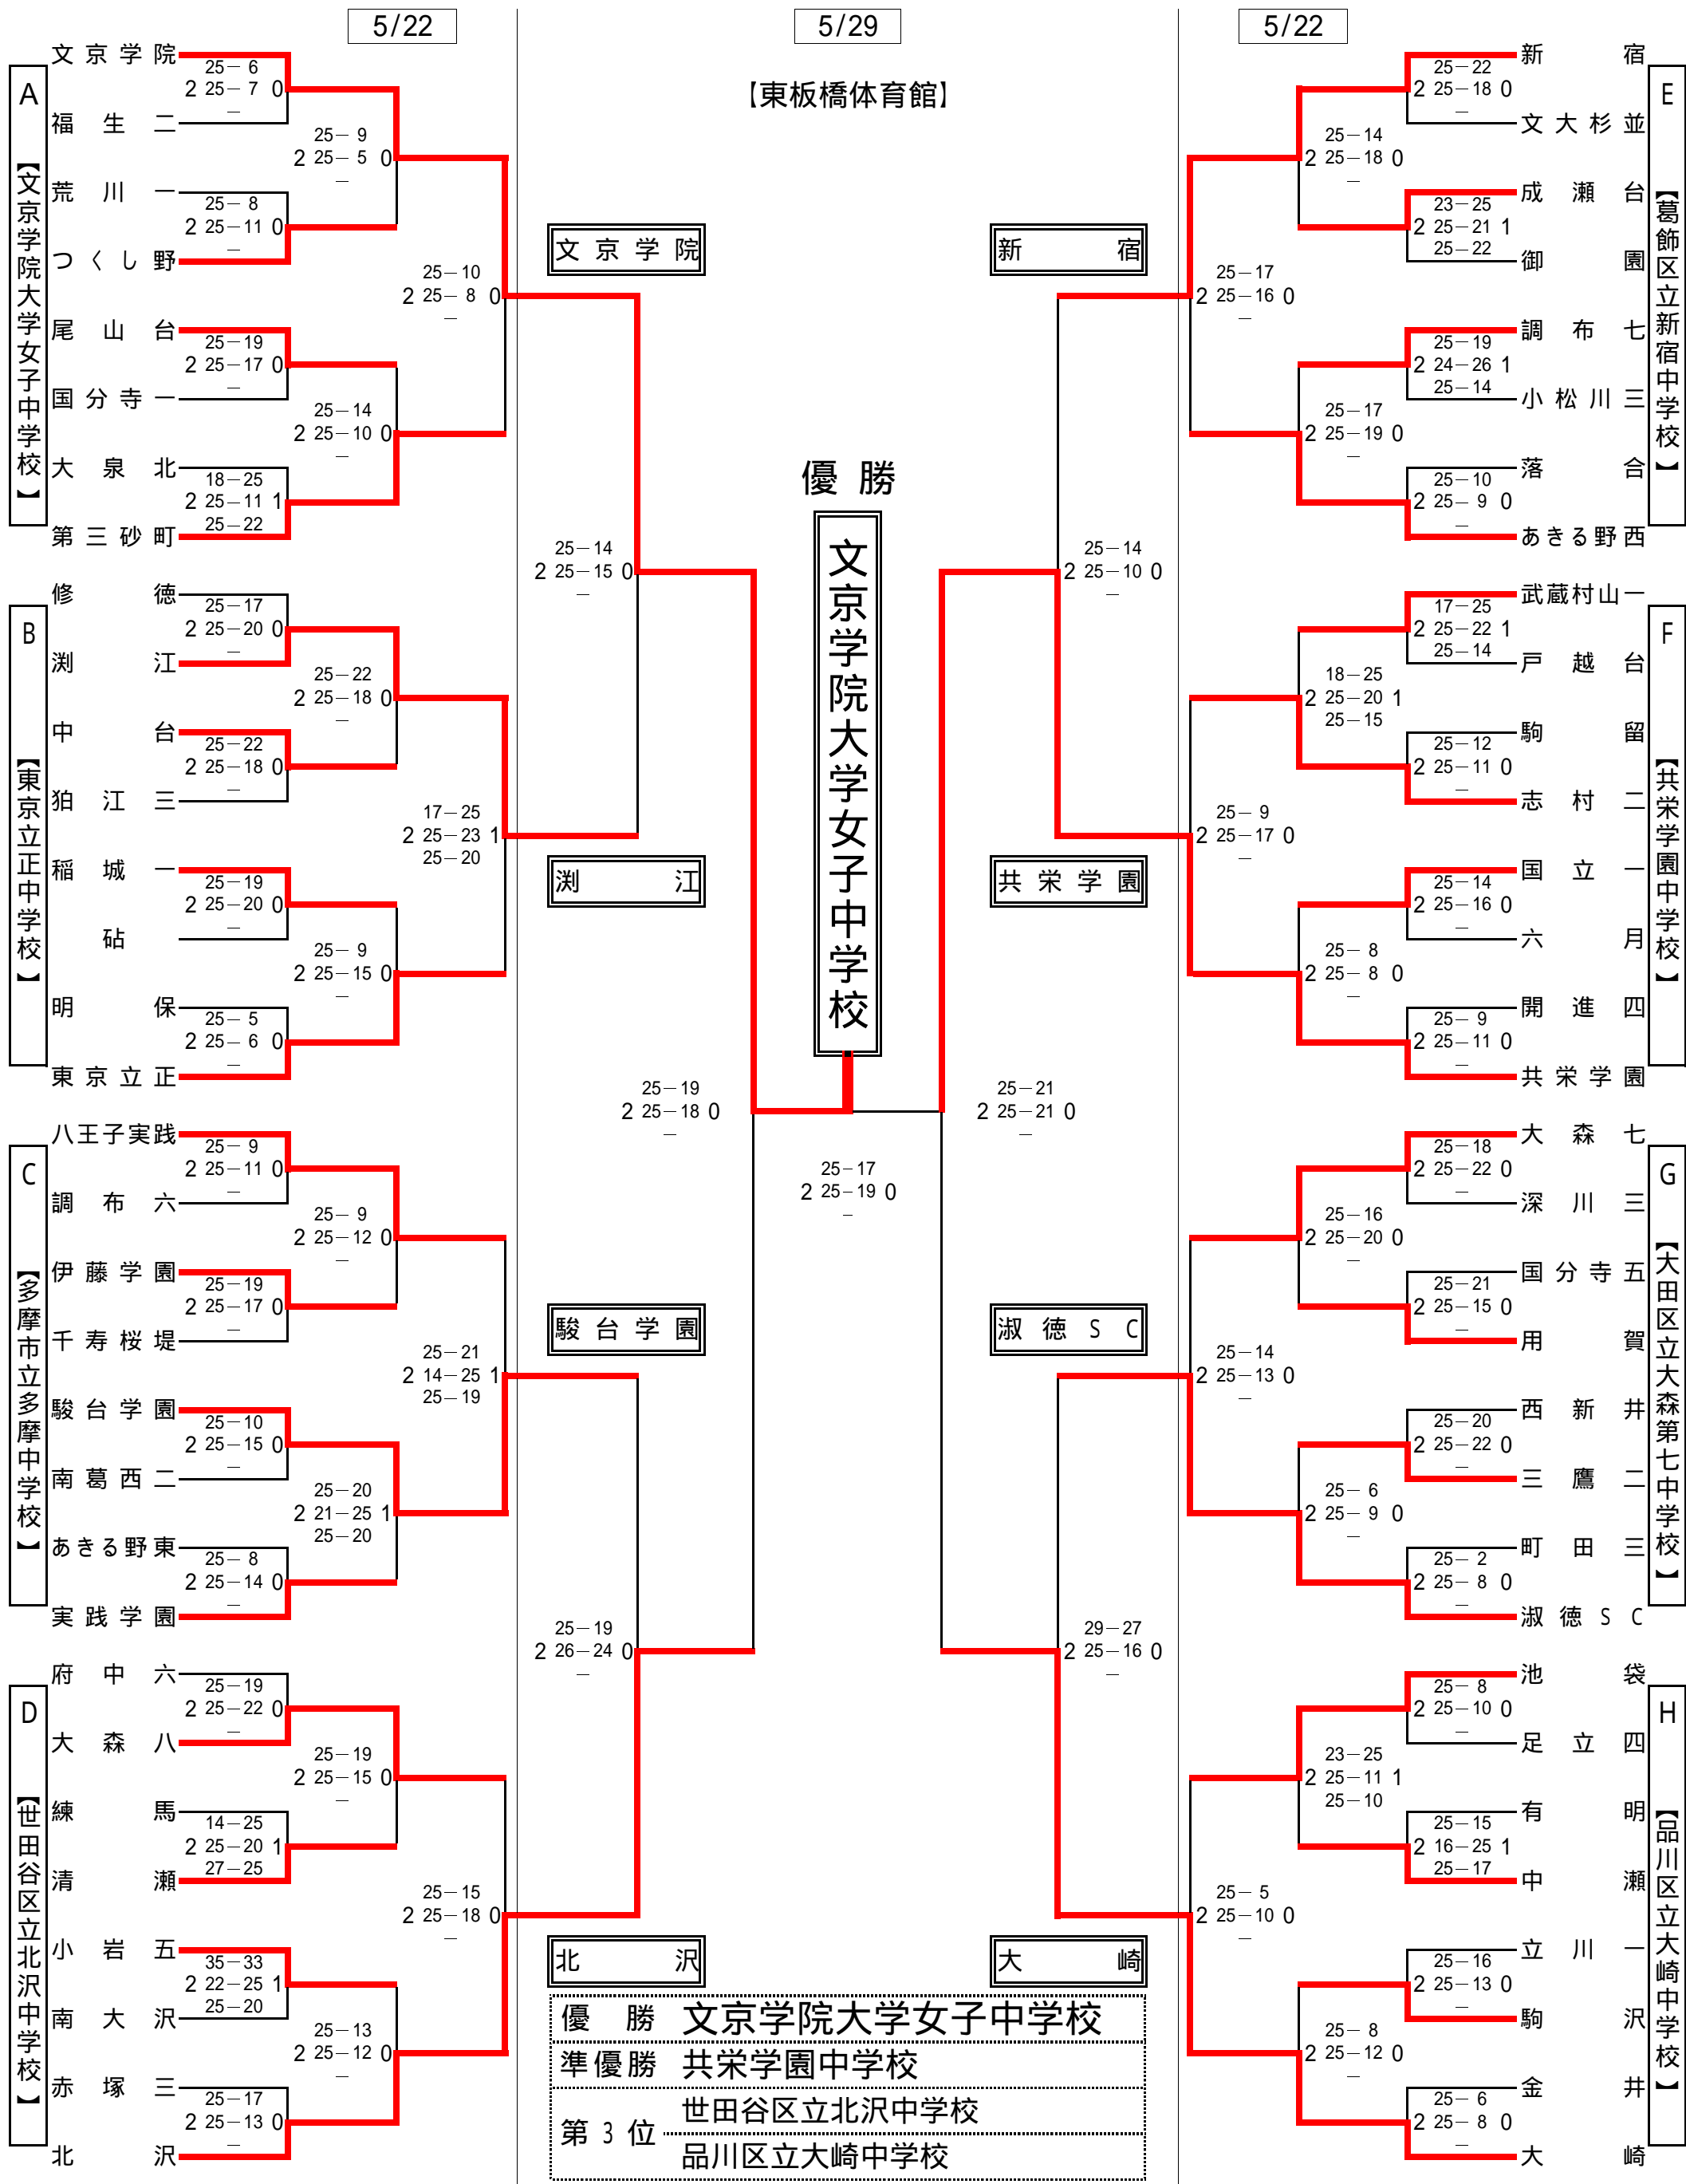 5/22
5/29
5/22
【東板橋体育館】
A
【文京学院大学女子中学校】
文京学院
25－6
2 25－7 0
－
福生二
25－9
2 25－5 0
－
荒川一
25－8
2 25－11 0
－
つくし野
25－10
2 25－8 0
－
尾山台
25－19
2 25－17 0
－
国分寺一
25－14
2 25－10 0
－
大泉北
18－25
2 25－11 1
25－22
第三砂町
B
【東京立正中学校】
修徳
25－17
2 25－20 0
－
渕江
25－22
2 25－18 0
－
中台
25－22
2 25－18 0
－
狛江三
17－25
2 25－23 1
25－20
稲城一
25－19
2 25－20 0
－
砧
25－9
2 25－15 0
－
明保
25－5
2 25－6 0
－
東京立正
C
【多摩市立多摩中学校】
八王子実践
25－9
2 25－11 0
－
調布六
25－9
2 25－12 0
－
伊藤学園
25－19
2 25－17 0
－
千寿桜堤
25－21
2 14－25 1
25－19
駿台学園
25－10
2 25－15 0
－
南葛西二
25－20
2 21－25 1
25－20
あきる野東
25－8
2 25－14 0
－
実践学園
D
【世田谷区立北沢中学校】
府中六
25－19
2 25－22 0
－
大森八
25－19
2 25－15 0
－
練馬
14－25
2 25－20 1
27－25
清瀬
25－15
2 25－18 0
－
小岩五
35－33
2 22－25 1
25－20
南大沢
25－13
2 25－12 0
－
赤塚三
25－17
2 25－13 0
－
北沢
文京学院
25－14
2 25－15 0
－
渕江
25－19
2 25－18 0
－
駿台学園
25－19
2 26－24 0
－
北沢
優勝
文京学院大学女子中学校
25－17
2 25－19 0
－
新宿
25－14
2 25－10 0
－
共栄学園
25－21
2 25－21 0
－
淑徳SC
29－27
2 25－16 0
－
大崎
優勝 文京学院大学女子中学校
準優勝 共栄学園中学校
第3位 世田谷区立北沢中学校
品川区立大崎中学校
E
【葛飾区立新宿中学校】
新宿
25－22
2 25－18 0
－
文大杉並
25－14
2 25－18 0
－
成瀬台
23－25
2 25－21 1
25－22
御園
25－17
2 25－16 0
－
調布七
25－19
2 24－26 1
25－14
小松川三
25－17
2 25－19 0
－
落合
25－10
2 25－9 0
－
あきる野西
F
【共栄学園中学校】
武蔵村山一
17－25
2 25－22 1
25－14
戸越台
18－25
2 25－20 1
25－15
駒留
25－12
2 25－11 0
－
志村二
25－9
2 25－17 0
－
国立一
25－14
2 25－16 0
－
六月
25－8
2 25－8 0
－
開進四
25－9
2 25－11 0
－
共栄学園
G
【大田区立大森第七中学校】
大森七
25－18
2 25－22 0
－
深川三
25－16
2 25－20 0
－
国分寺五
25－21
2 25－15 0
－
用賀
25－14
2 25－13 0
－
西新井
25－20
2 25－22 0
－
三鷹二
25－6
2 25－9 0
－
町田三
25－2
2 25－8 0
－
淑徳SC
H
【品川区立大崎中学校】
池袋
25－8
2 25－10 0
－
足立四
23－25
2 25－11 1
25－10
有明
25－15
2 16－25 1
25－17
中瀬
25－5
2 25－10 0
－
立川一
25－16
2 25－13 0
－
駒沢
25－8
2 25－12 0
－
金井
25－6
2 25－8 0
－
大崎